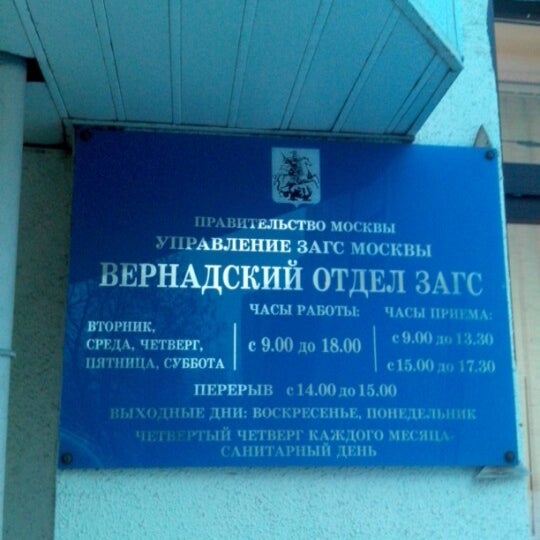 ПРАВИТЕЛЬСТВО МОСКВЫ
УПРАВЛЕНИЕ ЗАГС МОСКВЫ
ВЕРНАДСКИЙ ОТДЕЛ ЗАГС
ВТОРНИК,
СРЕДА, ЧЕТВЕРГ,
ПЯТНИЦА, СУББОТА
ЧАСЫ РАБОТЫ:
с 9.00 до 18.00
ЧАСЫ ПРИЕМА:
с 9.00 до 13.30
с 15.00 до 17.30
ПЕРЕРЫВ с 14.00 до 15.00
ВЫХОДНЫЕ ДНИ: ВОСКРЕСЕНЬЕ, ПОНЕДЕЛЬНИК
ЧЕТВЕРТЫЙ ЧЕТВЕРГ КАЖДОГО МЕСЯЦА-
САНИТАРНЫЙ ДЕНЬ